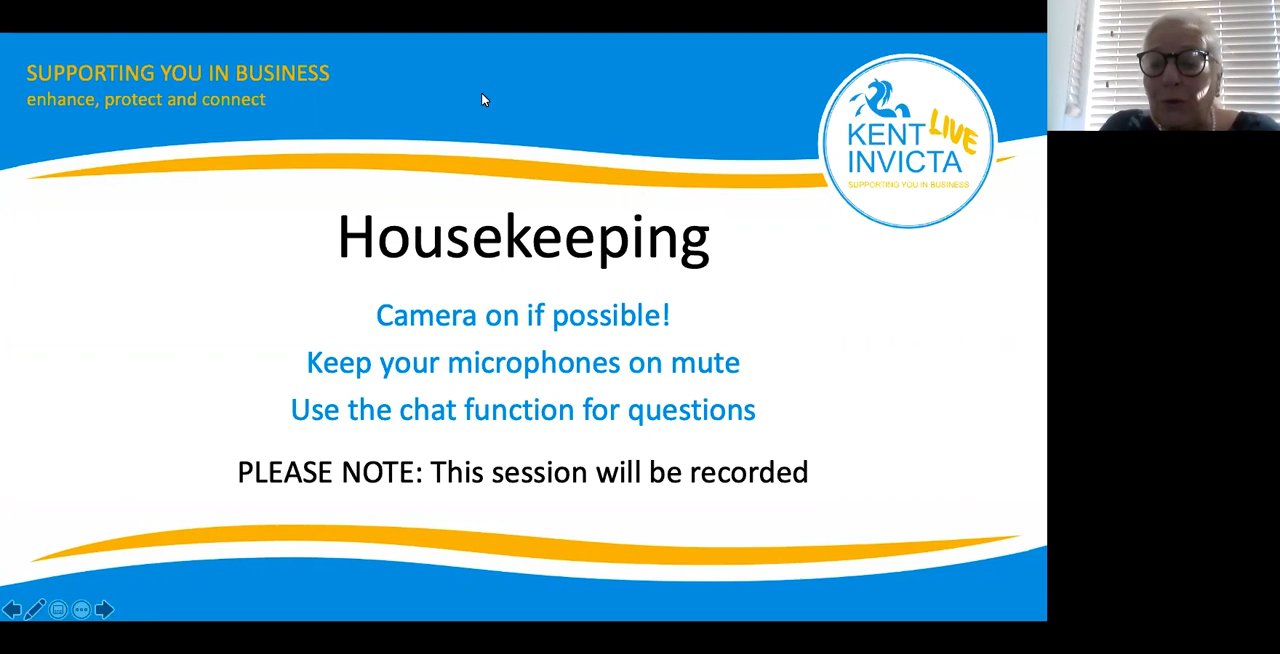 SUPPORTING YOU IN BUSINESS
enhance, protect and connect
KENT LIVE
INVICTA
SUPPORTING YOU IN BUSINESS
Housekeeping
Camera on if possible!
Keep your microphones on mute
Use the chat function for questions
PLEASE NOTE: This session will be recorded